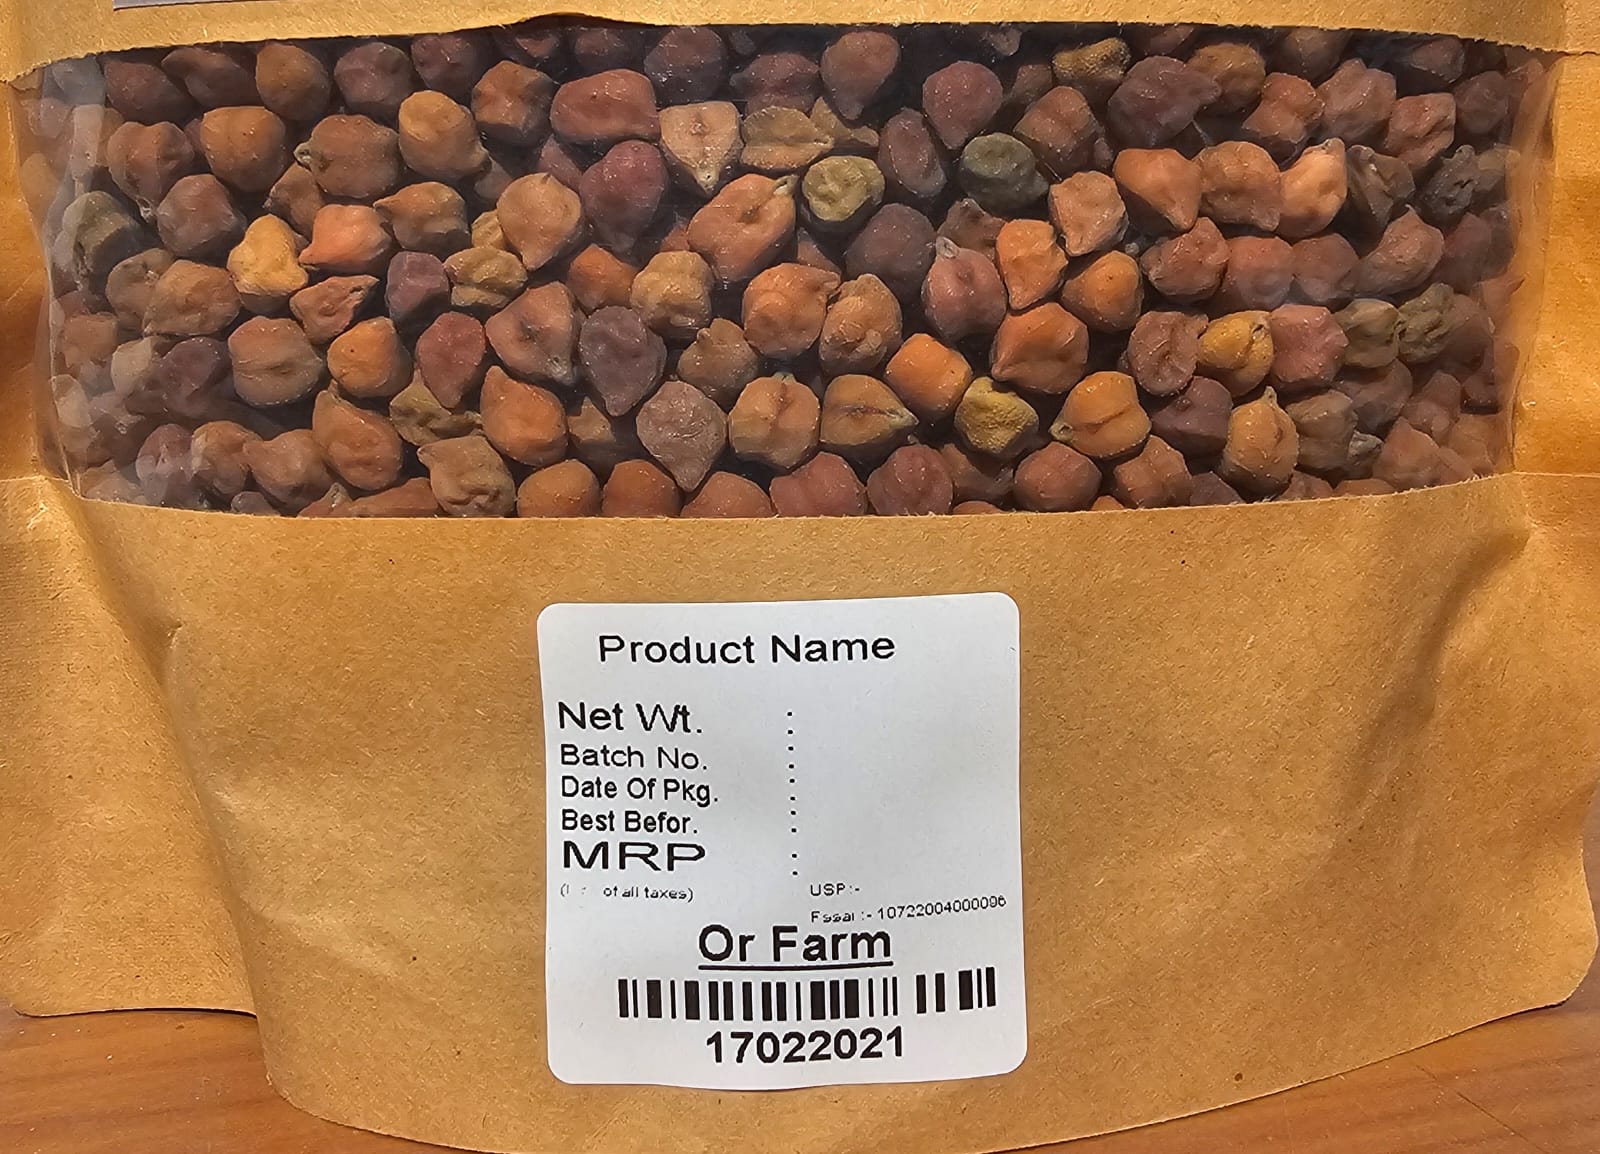 Product Name
Net Wt. :
Batch No. :
Date Of Pkg. :
Best Befor. :
MRP :
of all taxes) USP:-
Fssai :- 10722004000096
Or Farm
17022021